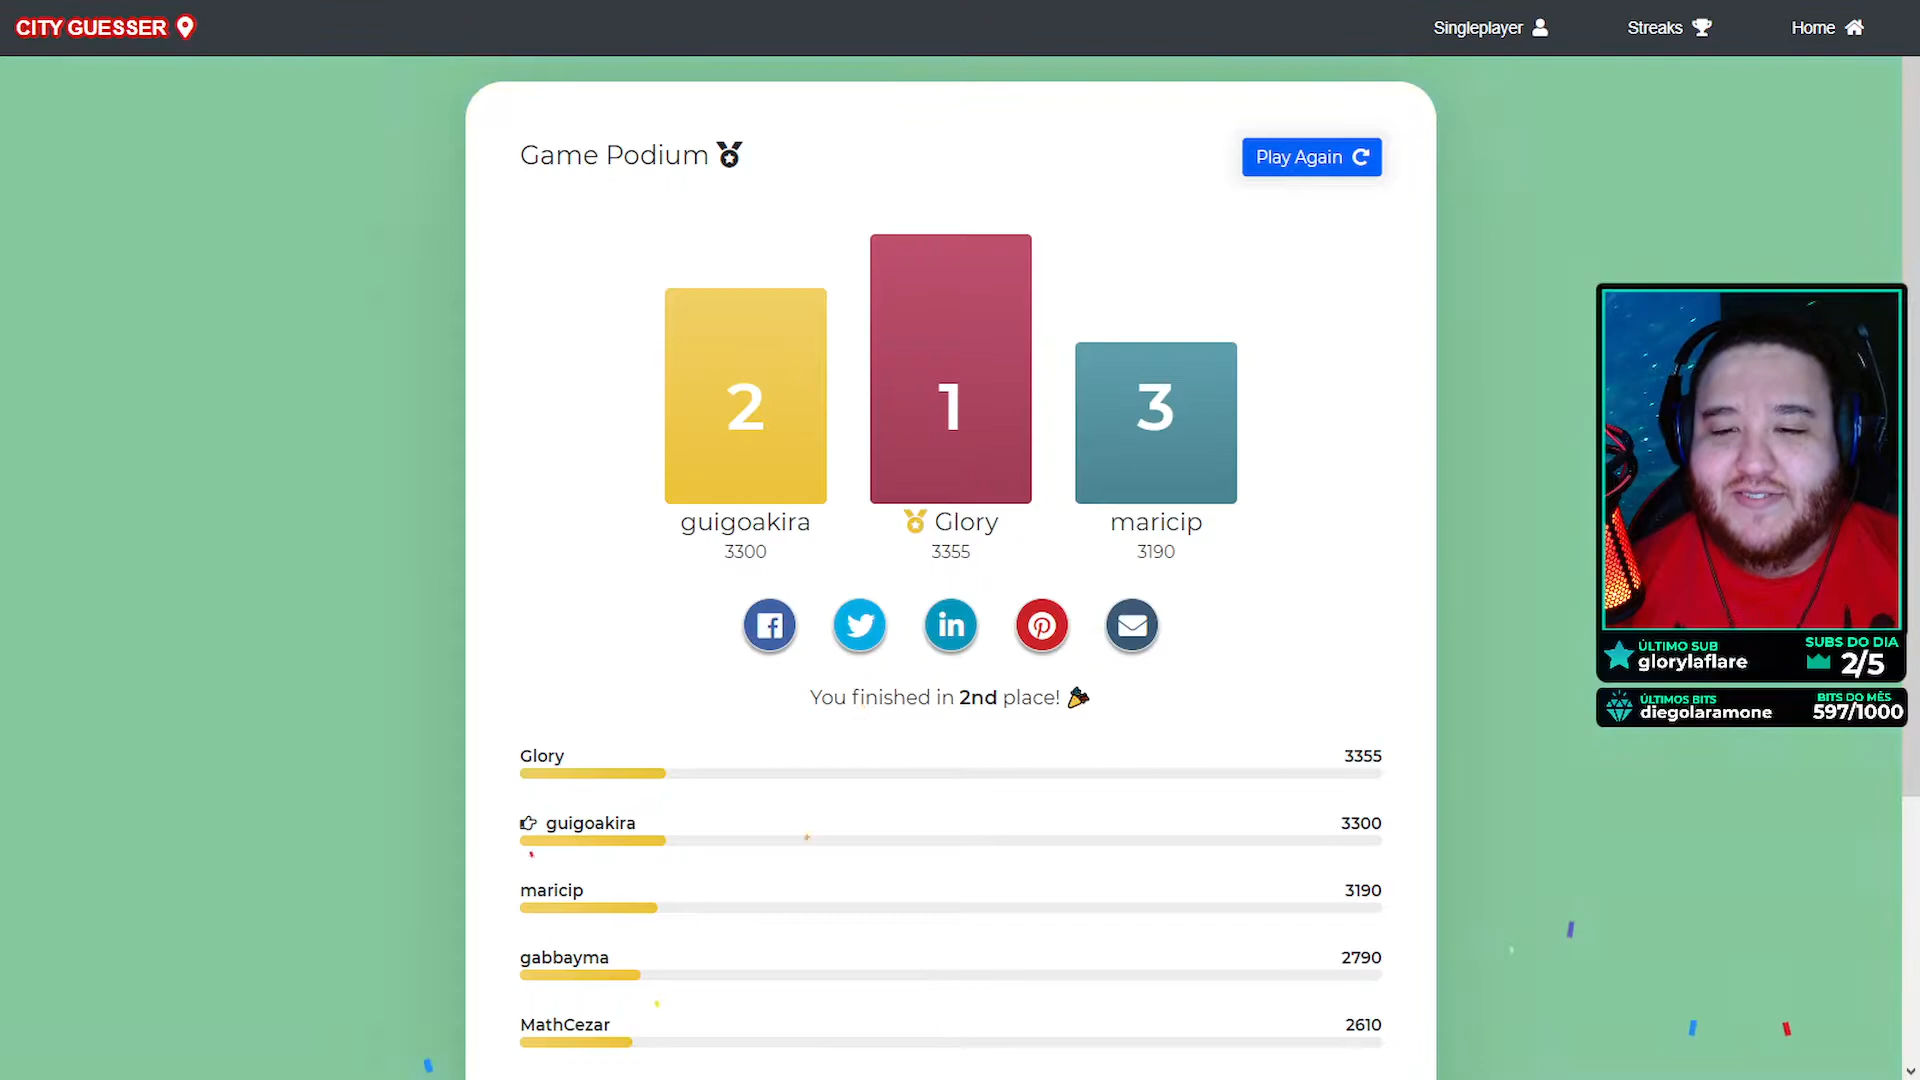 CITY GUESSER
Singleplayer
Streaks
Home
Game Podium
Play Again
2
1
3
guigoakira
Glory
maricip
3300
3355
3190
You finished in 2nd place!
Glory 3355
guigoakira 3300
maricip 3190
gabbayma 2790
MathCezar 2610
ÚLTIMO SUB
glorylaflare
SUBS DO DIA
2/5
ÚLTIMOS BITS
diegolaramone
BITS DO MÊS
597/1000